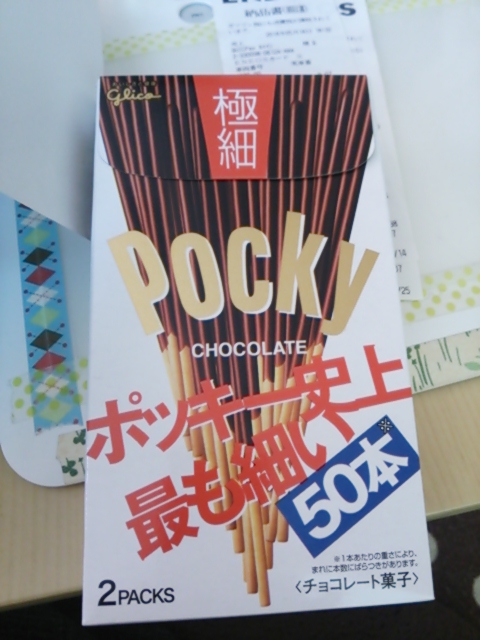 Glico
極細
Pocky
CHOCOLATE
ポッキー史上
最も細い
50本※
※1本あたりの重さにより、
まれに本数にばらつきがあります。
〈チョコレート菓子〉
2PACKS